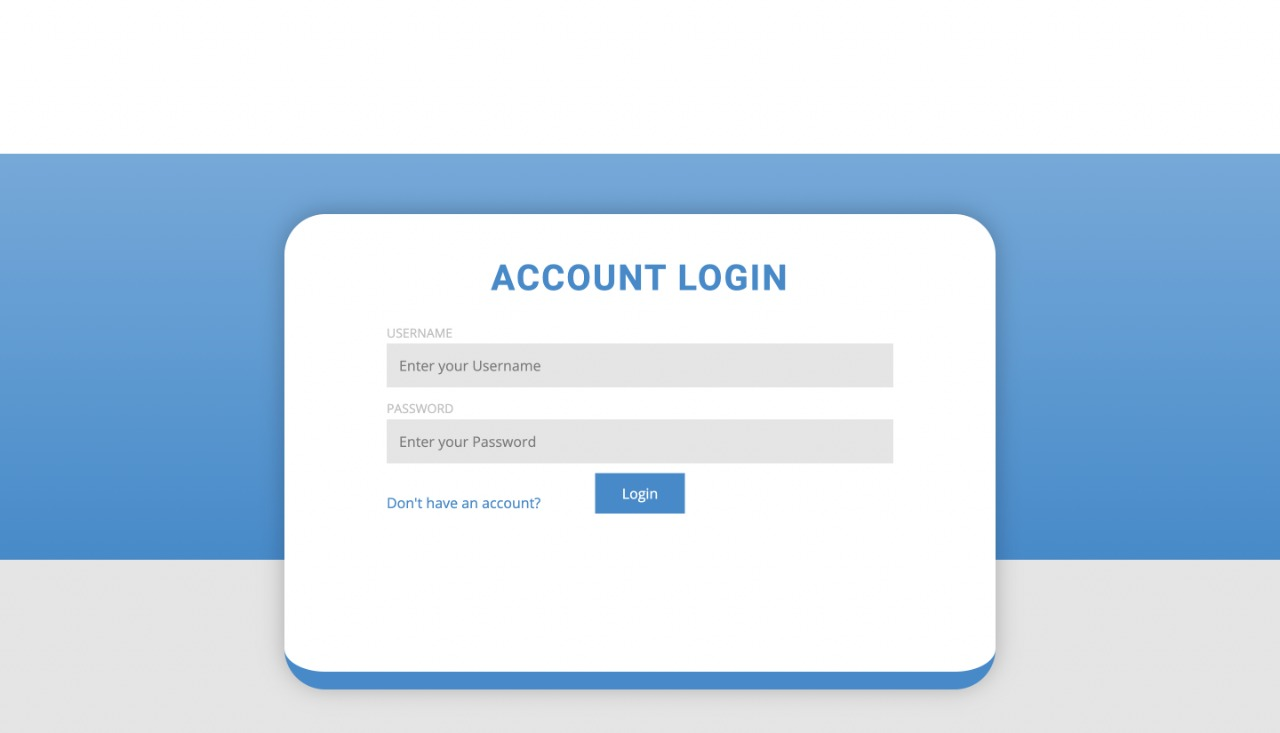 ACCOUNT LOGIN
USERNAME
Enter your Username
PASSWORD
Enter your Password
Don't have an account?
Login